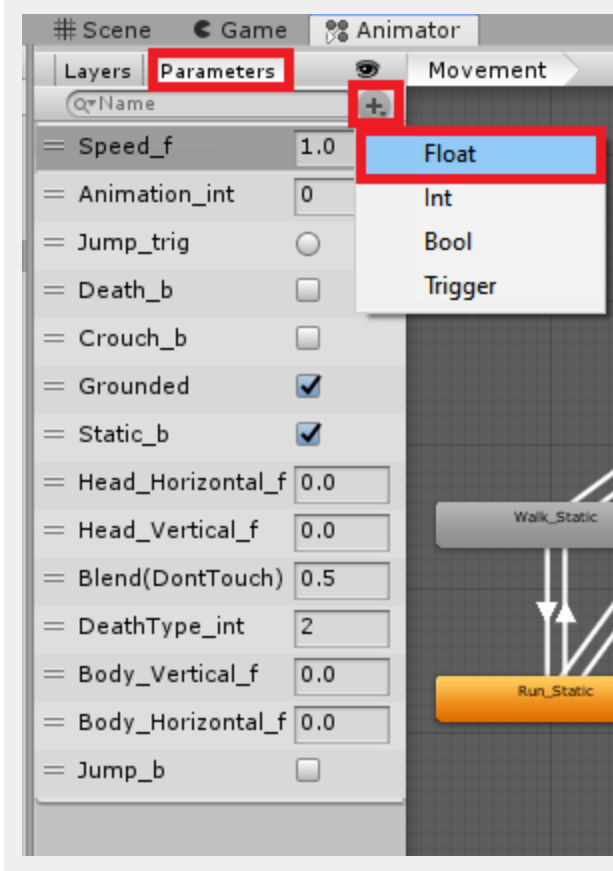 Scene Game Animator
Layers Parameters Movement
Name
Speed_f 1.0
Float
Animation_int 0
Int
Jump_trig
Bool
Death_b
Trigger
Crouch_b
Grounded
Static_b
Head_Horizontal_f 0.0
Head_Vertical_f 0.0
Walk_Static
Blend(DontTouch) 0.5
DeathType_int 2
Body_Vertical_f 0.0
Run_Static
Body_Horizontal_f 0.0
Jump_b